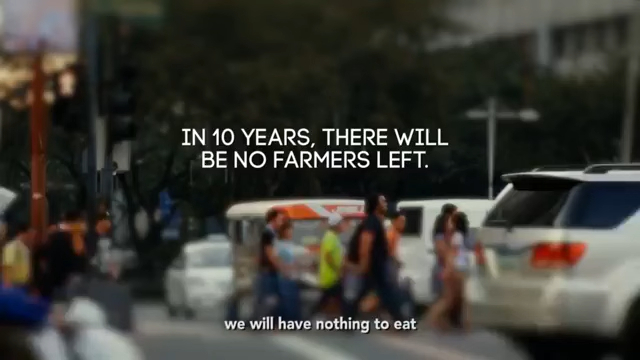 IN 10 YEARS, THERE WILL
BE NO FARMERS LEFT.
we will have nothing to eat